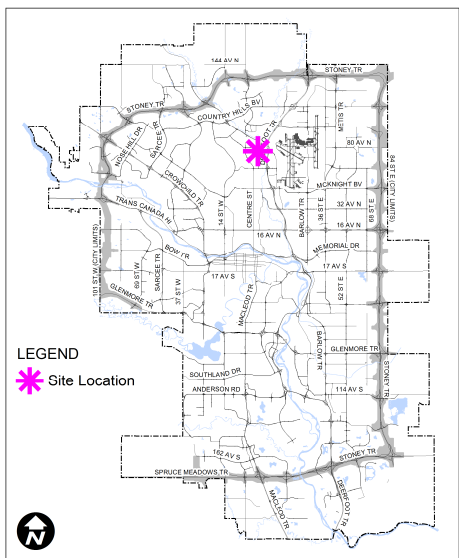 144 AV N
STONEY TR
STONEY TR
COUNTRY HILLS BV
METIS TR
NOSE HILL DR
SARCEE TR
80 AV N
CROWCHILD TR
MCKNIGHT BV
84 ST E (CITY LIMITS)
TRANS CANADA HI
14 ST W
CENTRE ST
BARLOW TR
36 ST E
32 AV N
68 ST E
16 AV N
16 AV N
101 ST W (CITY LIMITS)
BOW TR
MEMORIAL DR
17 AV S
17 AV S
69 ST W
SARCEE TR
37 ST W
52 ST E
GLENMORE TR
MACLEOD TR
BARLOW TR
GLENMORE TR
LEGEND
Site Location
SOUTHLAND DR
ANDERSON RD
114 AV S
STONEY TR
162 AV S
STONEY TR
SPRUCE MEADOWS TR
MACLEOD TR
DEERFOOT TR
N